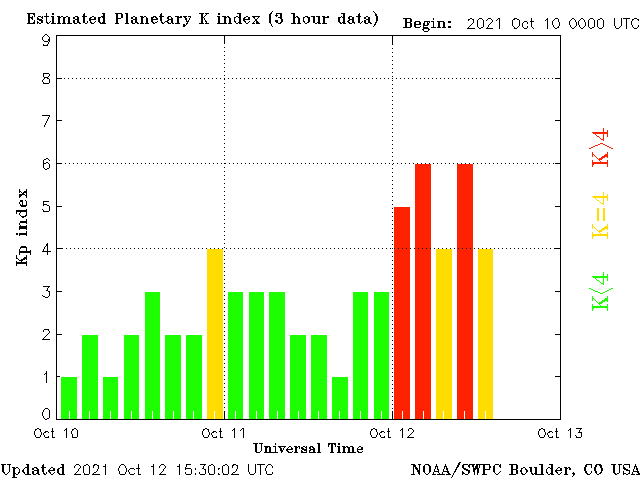 Estimated Planetary K index (3 hour data)
Begin: 2021 Oct 10 0000 UTC
9
8
7
6
5
4
3
2
1
0
Kp index
K>4
K=4
K<4
Oct 10
Oct 11
Oct 12
Oct 13
Universal Time
Updated 2021 Oct 12 15:30:02 UTC
NOAA/SWPC Boulder, CO USA